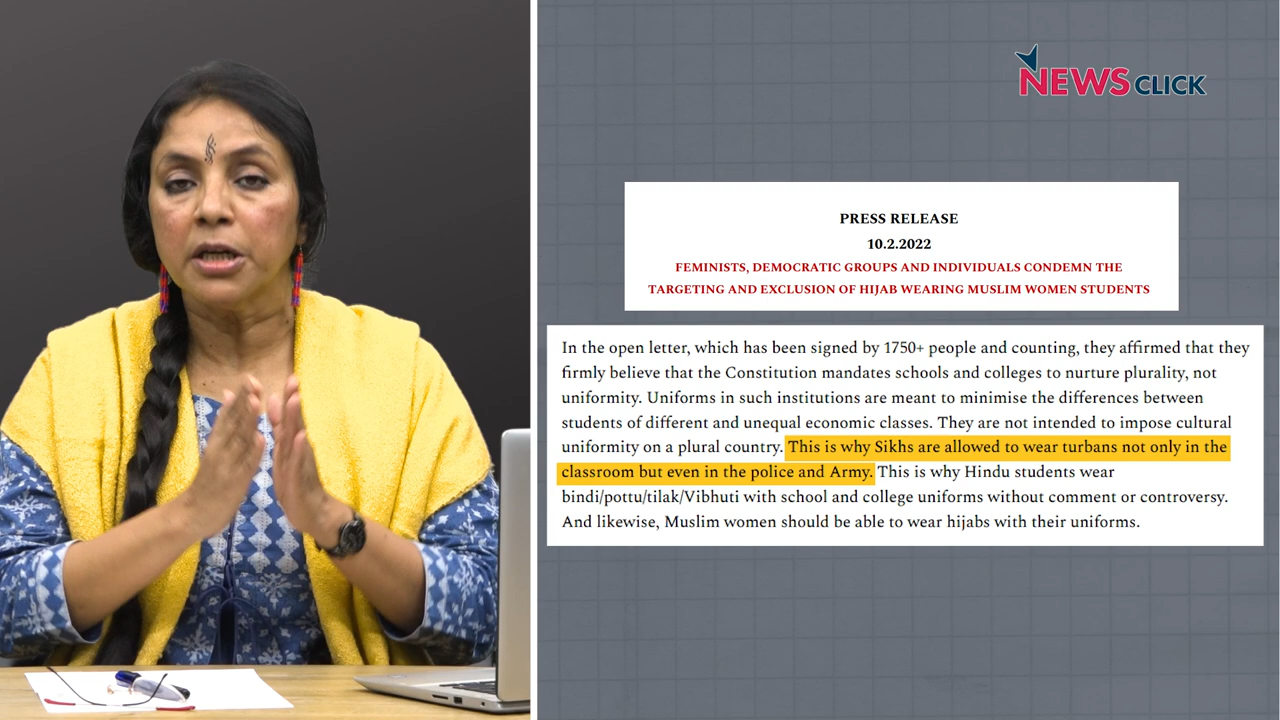 NEWSCLICK
PRESS RELEASE
10.2.2022
FEMINISTS, DEMOCRATIC GROUPS AND INDIVIDUALS CONDEMN THE
TARGETING AND EXCLUSION OF HIJAB WEARING MUSLIM WOMEN STUDENTS
In the open letter, which has been signed by 1750+ people and counting, they affirmed that they
firmly believe that the Constitution mandates schools and colleges to nurture plurality, not
uniformity. Uniforms in such institutions are meant to minimise the differences between
students of different and unequal economic classes. They are not intended to impose cultural
uniformity on a plural country. This is why Sikhs are allowed to wear turbans not only in the
classroom but even in the police and Army. This is why Hindu students wear
bindi/pottu/tilak/Vibhuti with school and college uniforms without comment or controversy.
And likewise, Muslim women should be able to wear hijabs with their uniforms.